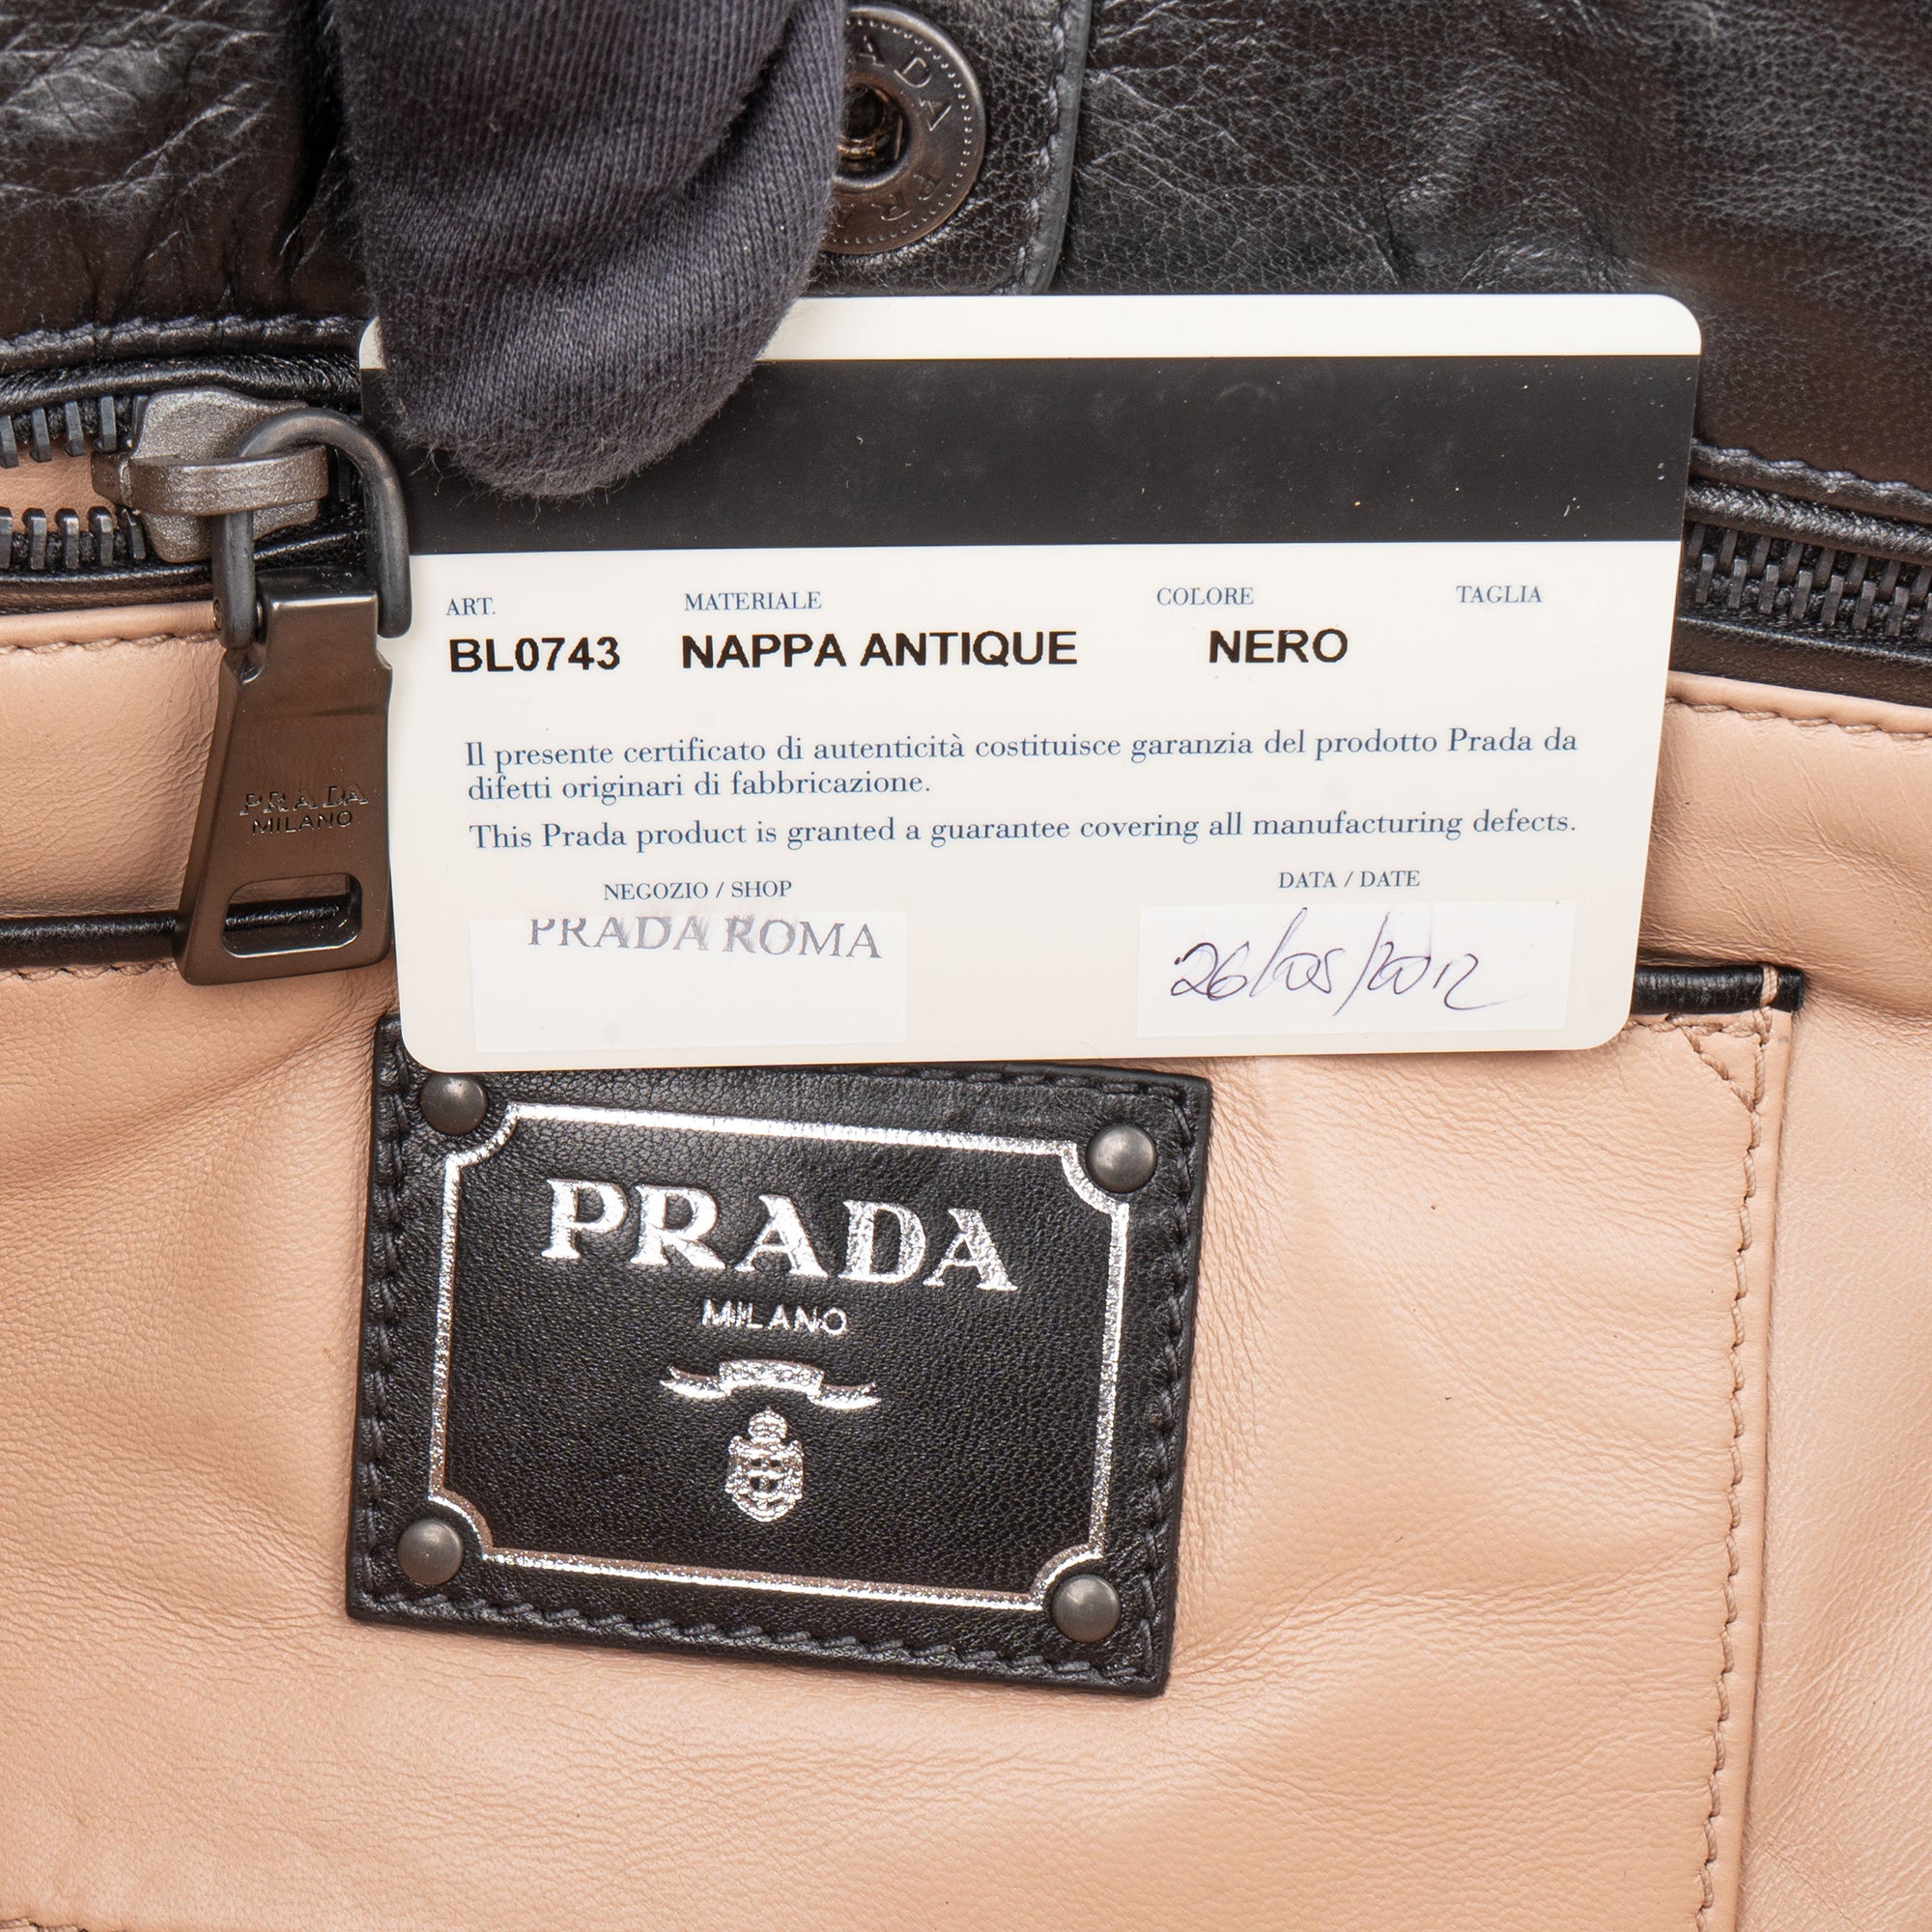 PRADA
ART. MATERIALE COLORE TAGLIA
BL0743 NAPPA ANTIQUE NERO
Il presente certificato di autenticità costituisce garanzia del prodotto Prada da
difetti originari di fabbricazione.
This Prada product is granted a guarantee covering all manufacturing defects.
NEGOZIO / SHOP DATA / DATE
PRADA ROMA 26/05/2012
PRADA
MILANO
PRADA
MILANO